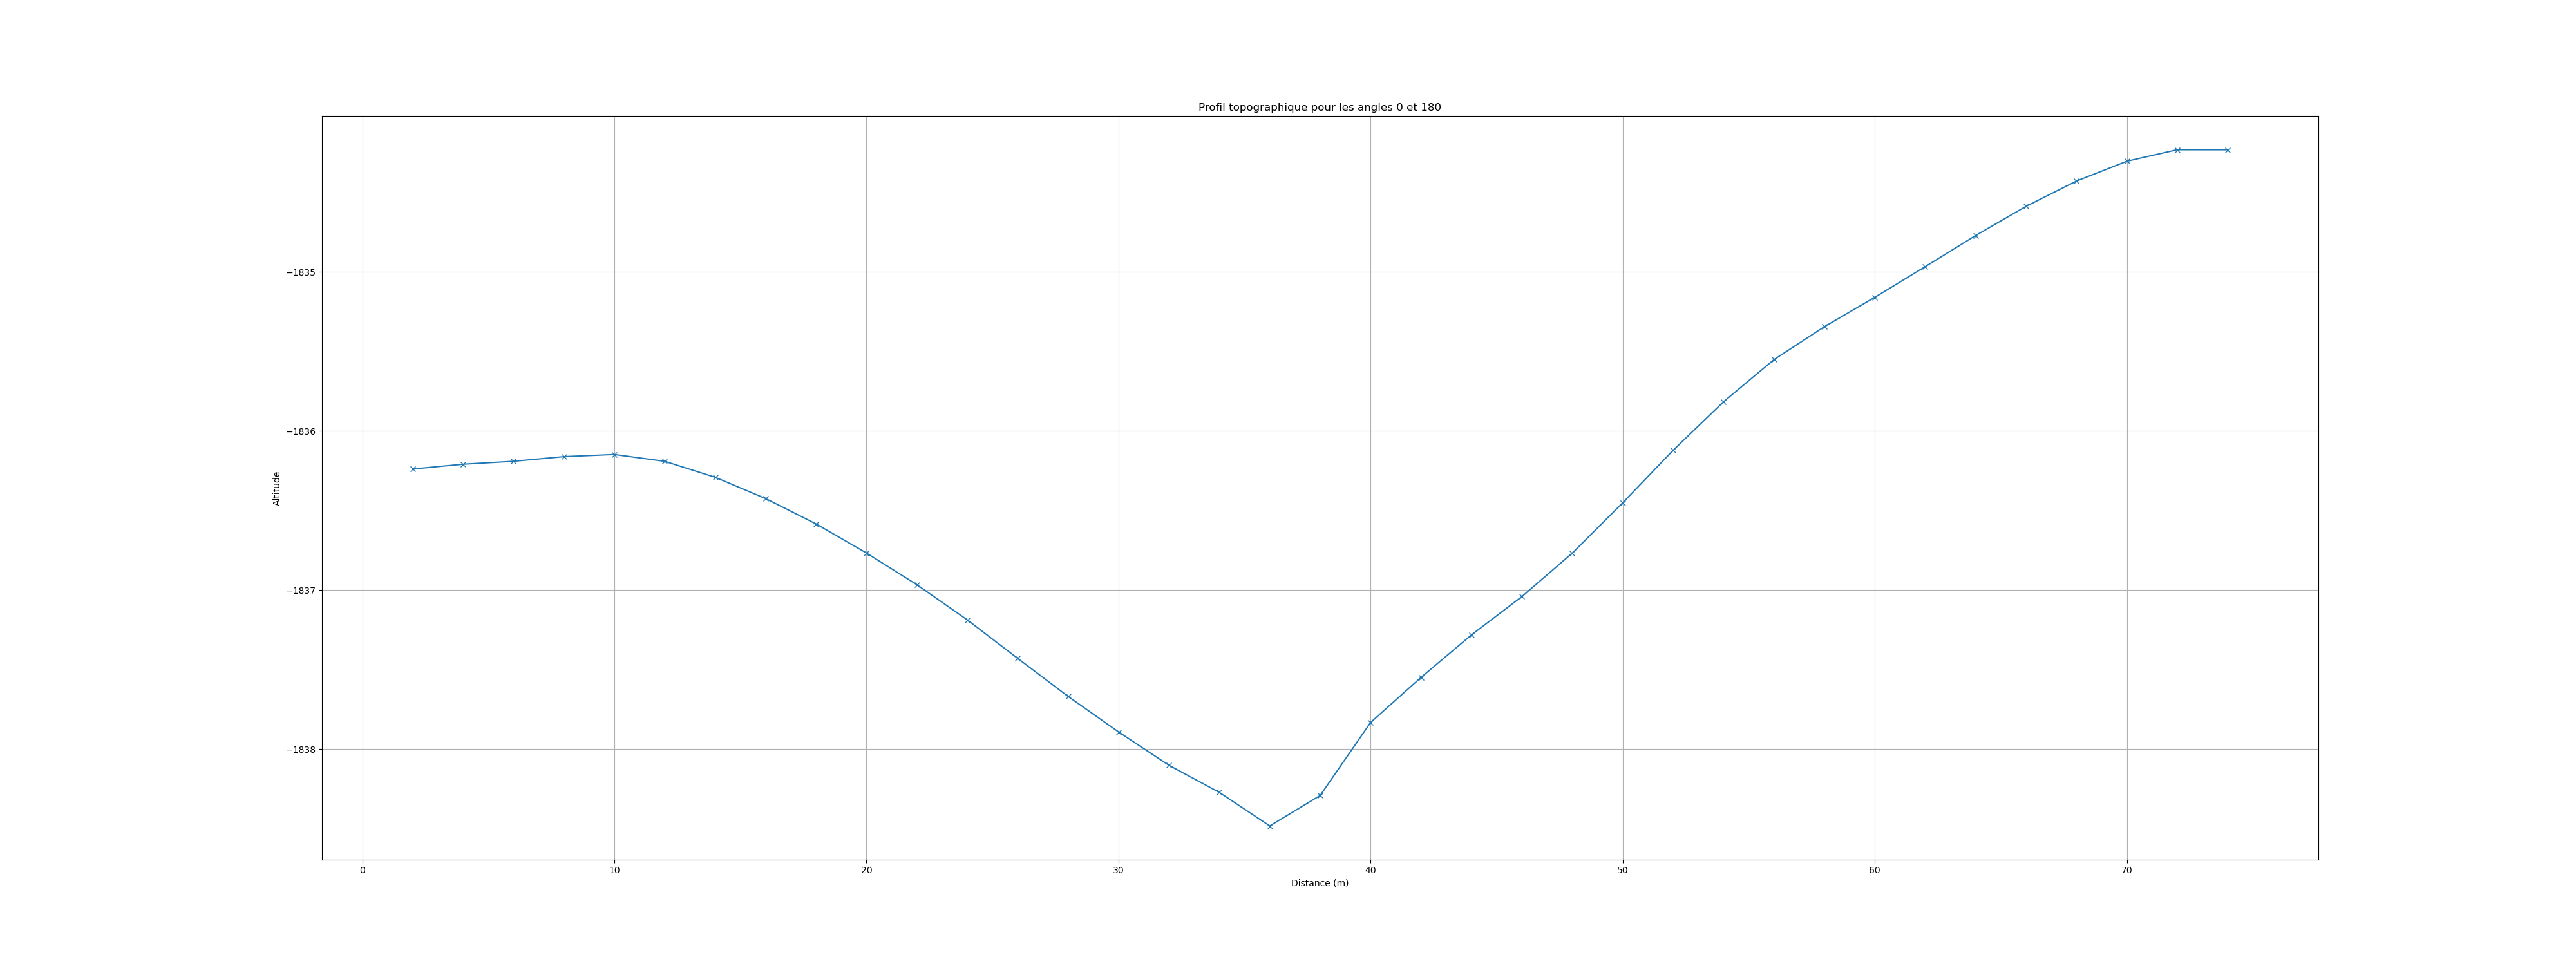 Profil topographique pour les angles 0 et 180
Altitude
−1835
−1836
−1837
−1838
0 10 20 30 40 50 60 70
Distance (m)